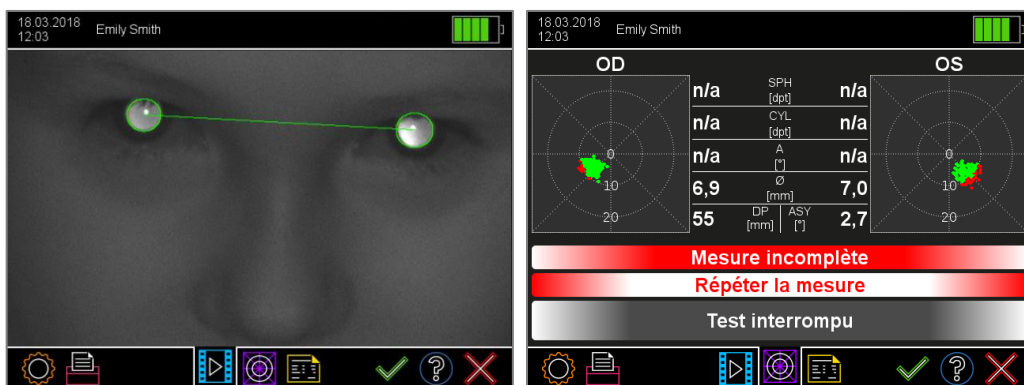 18.03.2018
12:03
Emily Smith
18.03.2018
12:03
Emily Smith
OD
OS
0
10
20
n/a
SPH
[dpt]
n/a
n/a
CYL
[dpt]
n/a
n/a
A
[°]
n/a
6,9
Ø
[mm]
7,0
55
DP
[mm]
ASY
[°]
2,7
0
10
20
Mesure incomplète
Répéter la mesure
Test interrompu
?
?